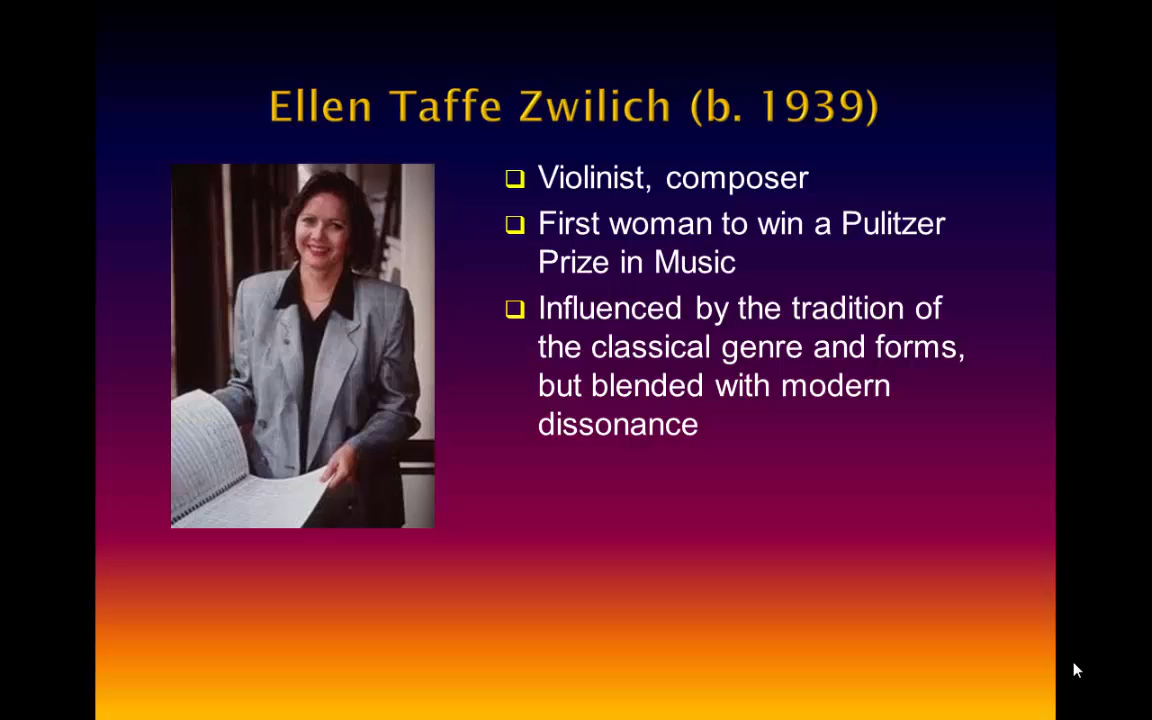 Ellen Taffe Zwilich (b. 1939)
Violinist, composer
First woman to win a Pulitzer
Prize in Music
Influenced by the tradition of
the classical genre and forms,
but blended with modern
dissonance